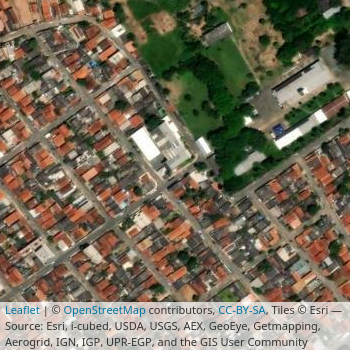 Leaflet | © OpenStreetMap contributors, CC-BY-SA, Tiles © Esri —
Source: Esri, i-cubed, USDA, USGS, AEX, GeoEye, Getmapping,
Aerogrid, IGN, IGP, UPR-EGP, and the GIS User Community